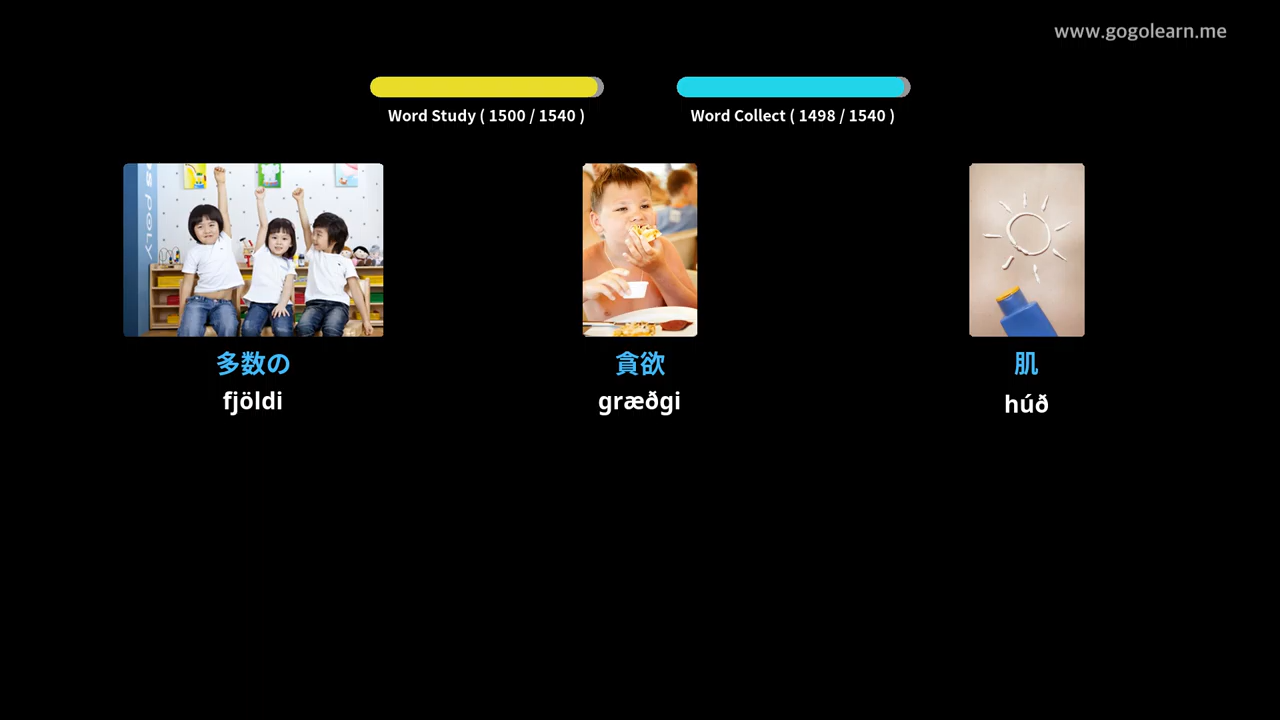 www.gogolearn.me
Word Study ( 1500 / 1540 )
Word Collect ( 1498 / 1540 )
多数の
貪欲
肌
fjöldi
græðgi
húð